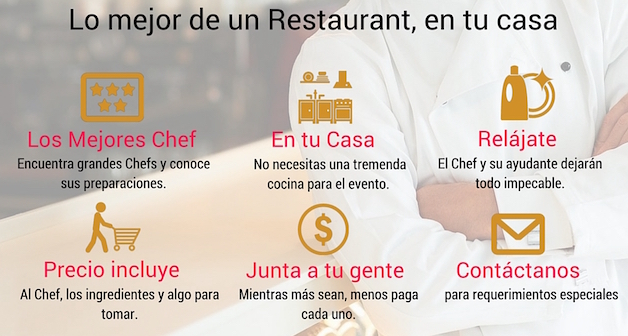 Lo mejor de un Restaurant, en tu casa
Los Mejores Chef
Encuentra grandes Chefs y conoce
sus preparaciones.
En tu Casa
No necesitas una tremenda
cocina para el evento.
Relájate
El Chef y su ayudante dejarán
todo impecable.
Precio incluye
Al Chef, los ingredientes y algo para
tomar.
$
Junta a tu gente
Mientras más sean, menos paga
cada uno.
Contáctanos
para requerimientos especiales